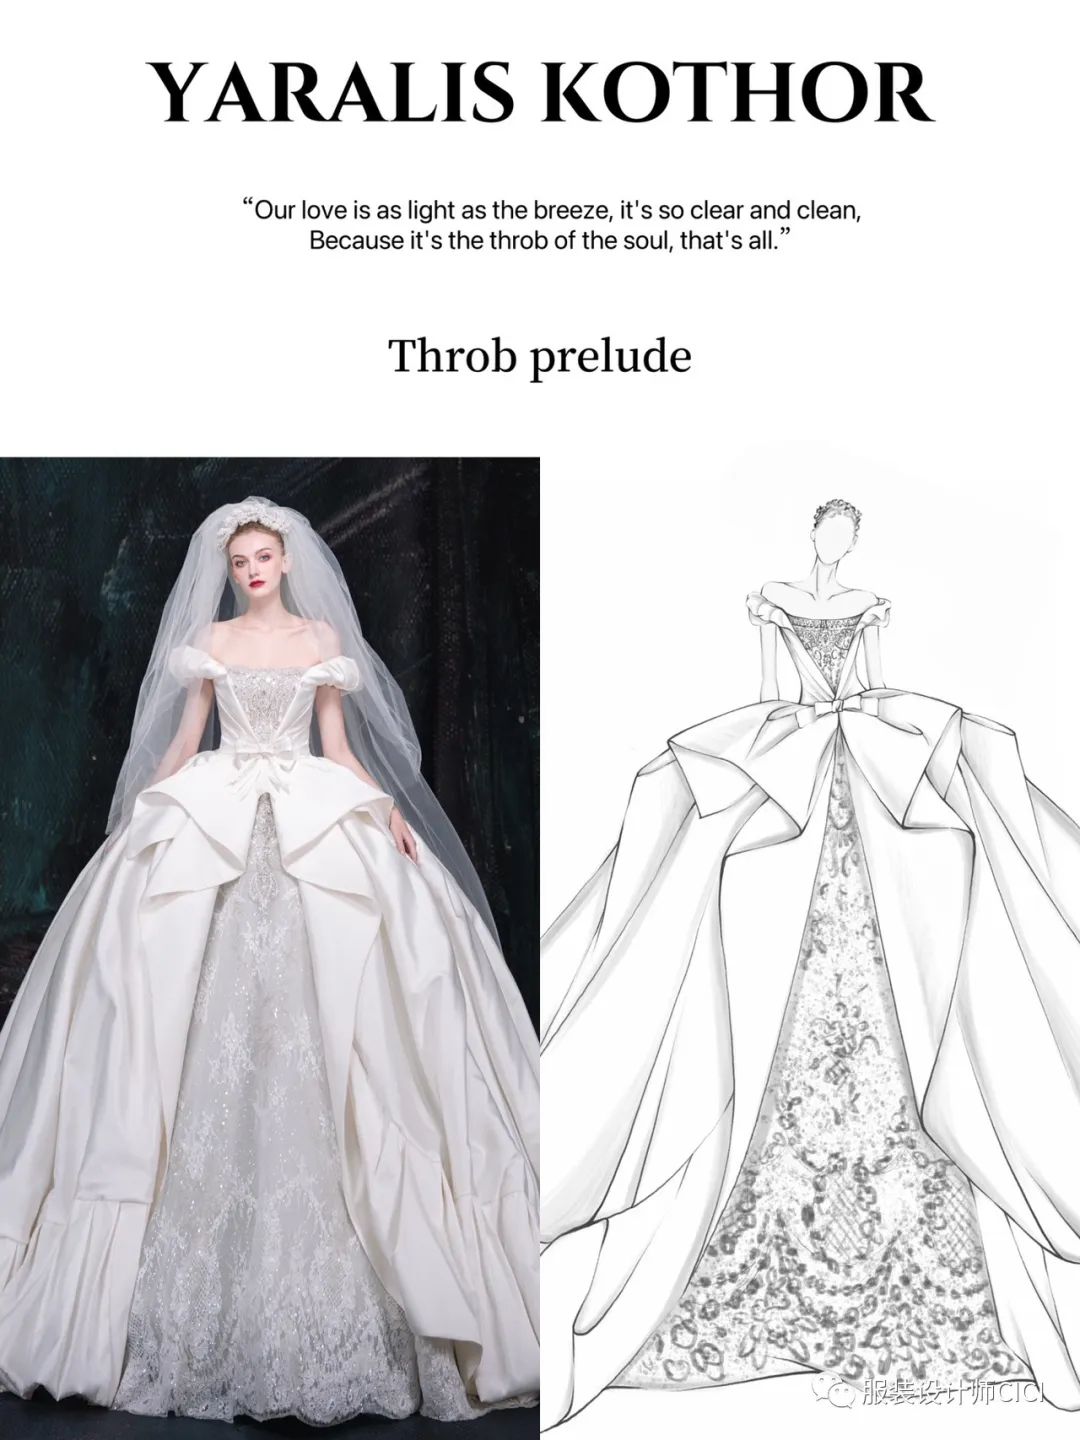 YARALIS KOTHOR
“Our love is as light as the breeze, it's so clear and clean,
Because it's the throb of the soul, that's all.”
Throb prelude
服装设计师CICI